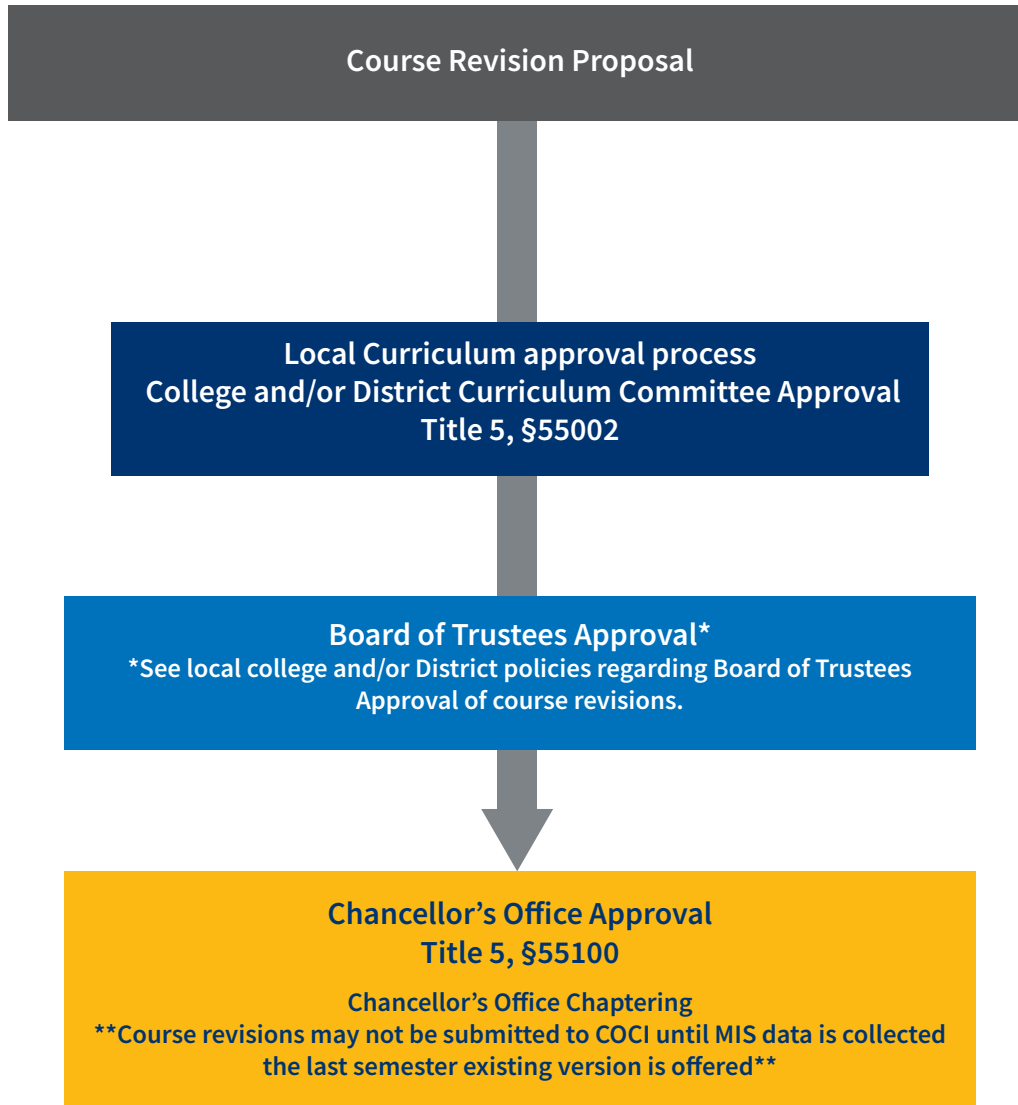 Course Revision Proposal
Local Curriculum approval process
College and/or District Curriculum Committee Approval
Title 5, §55002
Board of Trustees Approval*
*See local college and/or District policies regarding Board of Trustees
Approval of course revisions.
Chancellor’s Office Approval
Title 5, §55100
Chancellor’s Office Chaptering
**Course revisions may not be submitted to COCI until MIS data is collected
the last semester existing version is offered**